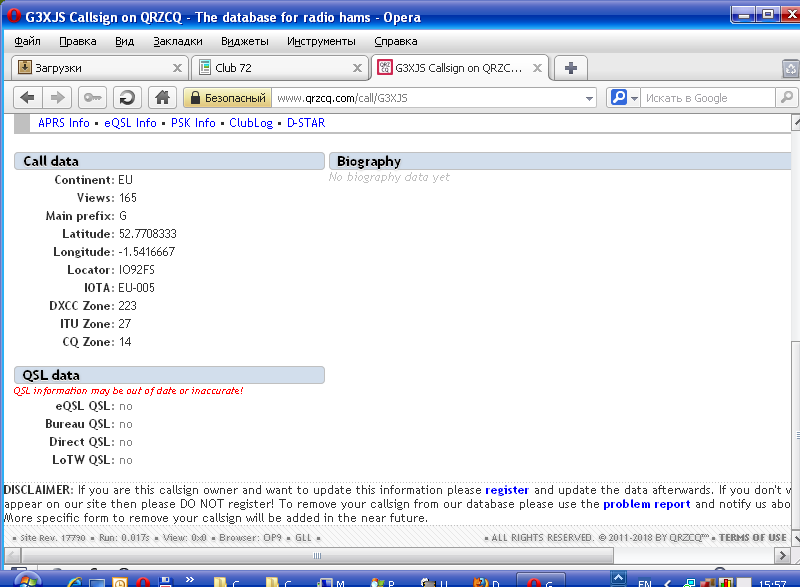 G3XJS Callsign on QRZCQ - The database for radio hams - Opera
Файл Правка Вид Закладки Виджеты Инструменты Справка
Загрузки Club 72 G3XJS Callsign on QRZC...
Безопасный www.qrzcq.com/call/G3XJS Искать в Google
APRS Info • eQSL Info • PSK Info • ClubLog • D-STAR
Call data
Continent: EU
Views: 165
Main prefix: G
Latitude: 52.7708333
Longitude: -1.5416667
Locator: IO92FS
IOTA: EU-005
DXCC Zone: 223
ITU Zone: 27
CQ Zone: 14
Biography
No biography data yet
QSL data
QSL information may be out of date or inaccurate!
eQSL QSL: no
Bureau QSL: no
Direct QSL: no
LoTW QSL: no
DISCLAIMER: If you are this callsign owner and want to update this information please register and update the data afterwards. If you don't w
appear on our site then please DO NOT register! To remove your callsign from our database please use the problem report and notify us abo
More specific form to remove your callsign will be added in the near future.
• Site Rev. 17790 • Run: 0.017s • View: 0x0 • Browser: OP9 • GLL • • ALL RIGHTS RESERVED. © 2011-2018 BY QRZCQ™ • TERMS OF USE
» C C M P U D G EN 15:57